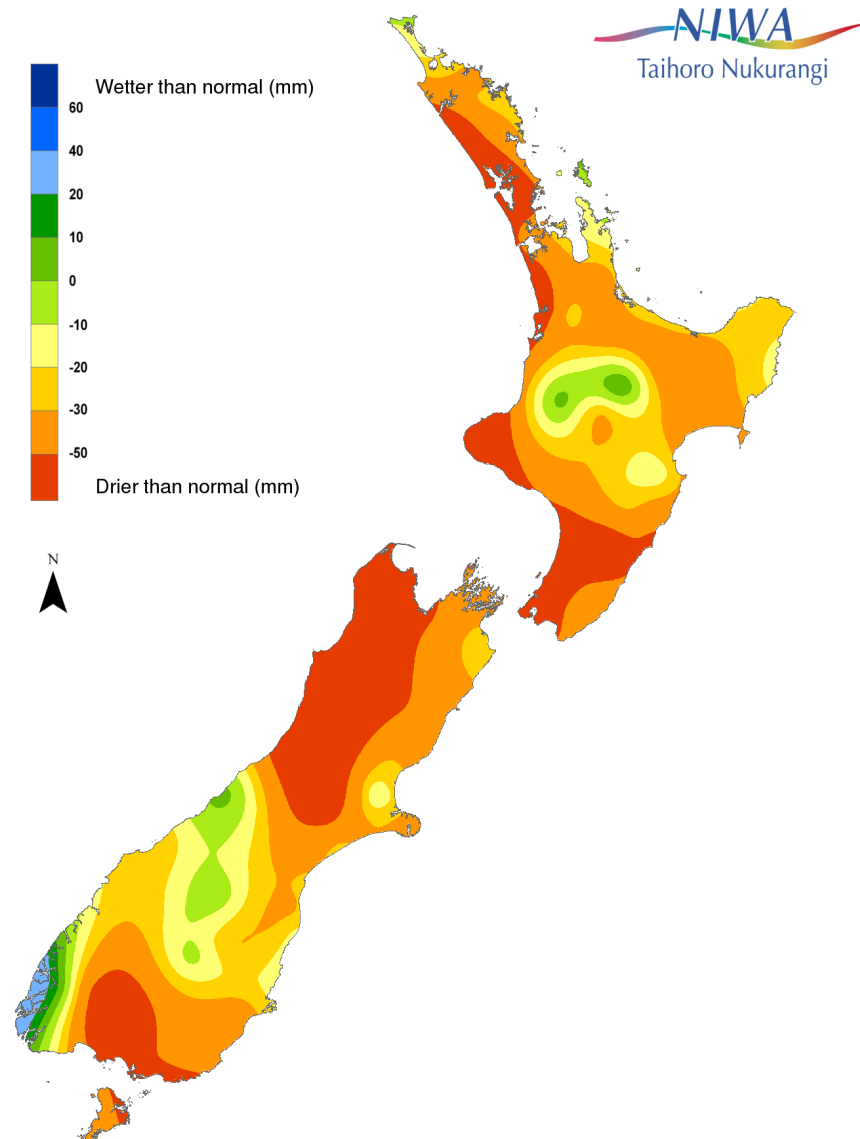 NIWA
Taihoro Nukurangi
Wetter than normal (mm)
60
40
20
10
0
-10
-20
-30
-50
Drier than normal (mm)
N